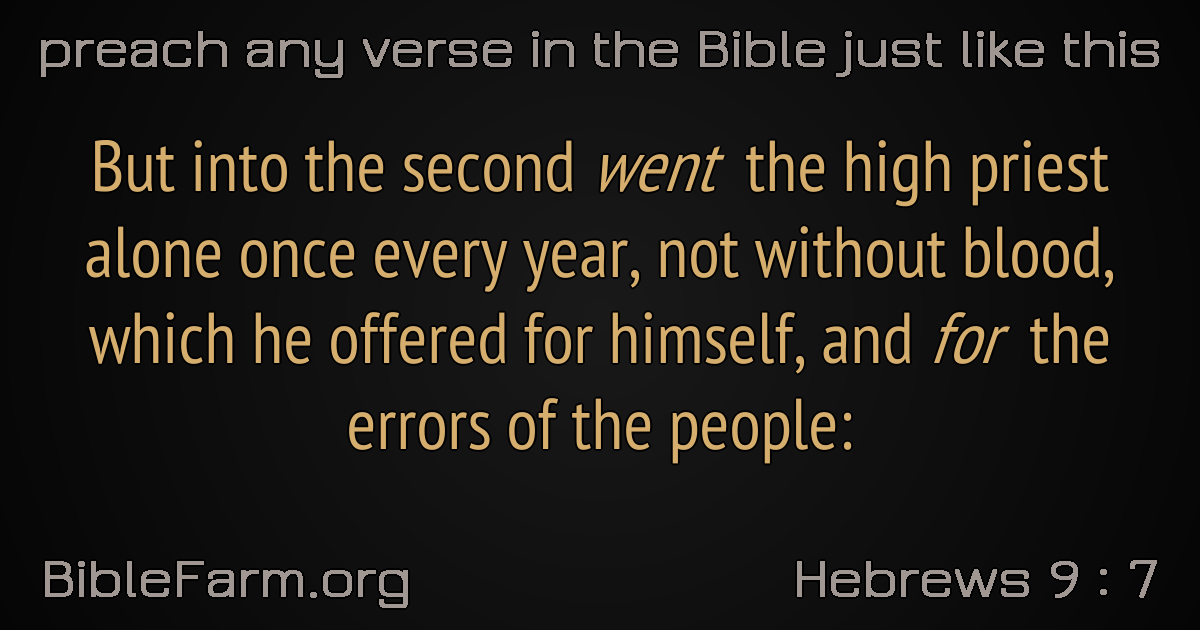 preach any verse in the Bible just like this
But into the second went the high priest
alone once every year, not without blood,
which he offered for himself, and for the
errors of the people:
BibleFarm.org
Hebrews 9 : 7